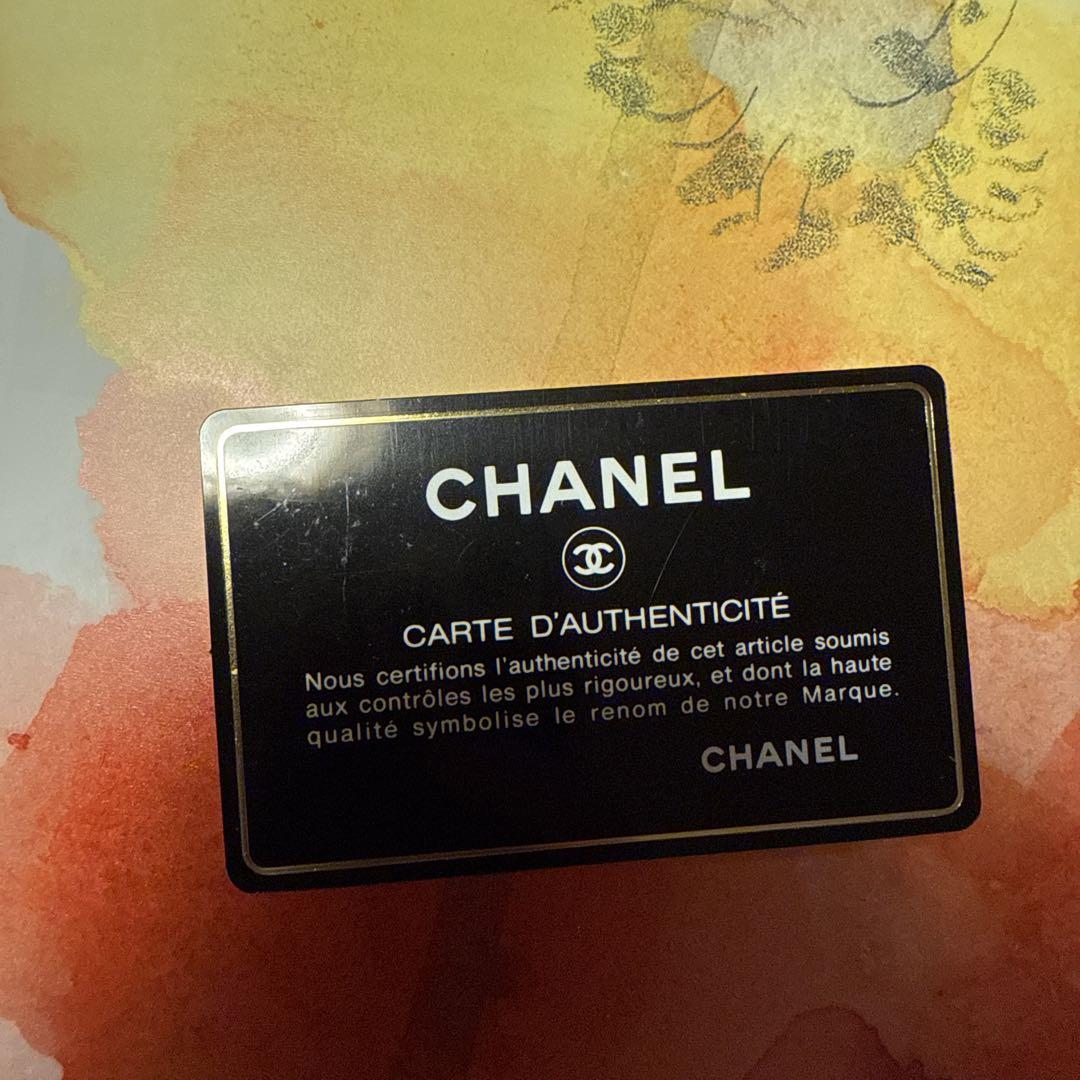 CHANEL
CARTE D'AUTHENTICITÉ
Nous certifions l'authenticité de cet article soumis
aux contrôles les plus rigoureux, et dont la haute
qualité symbolise le renom de notre Marque.
CHANEL